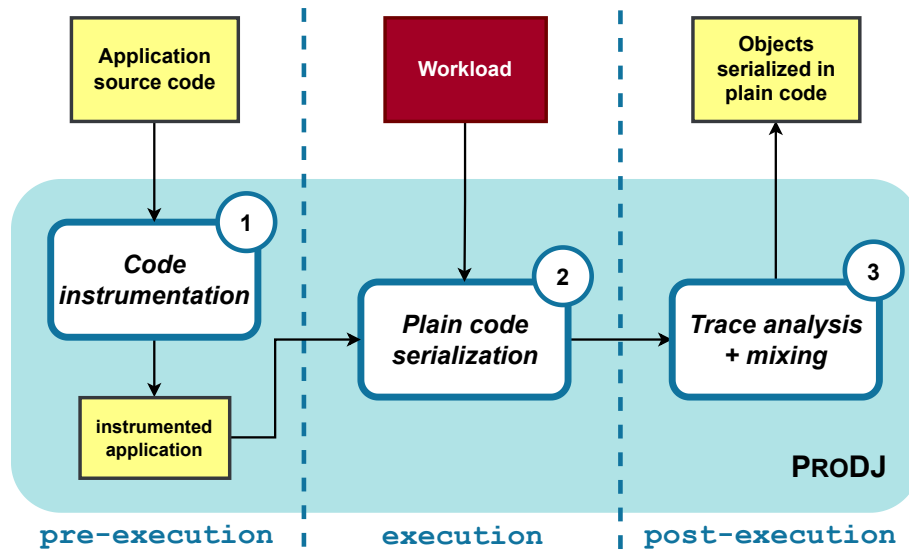 Application
source code
Workload
Objects
serialized in
plain code
1
Code
instrumentation
2
Plain code
serialization
3
Trace analysis
+ mixing
instrumented
application
PRODJ
pre-execution
execution
post-execution